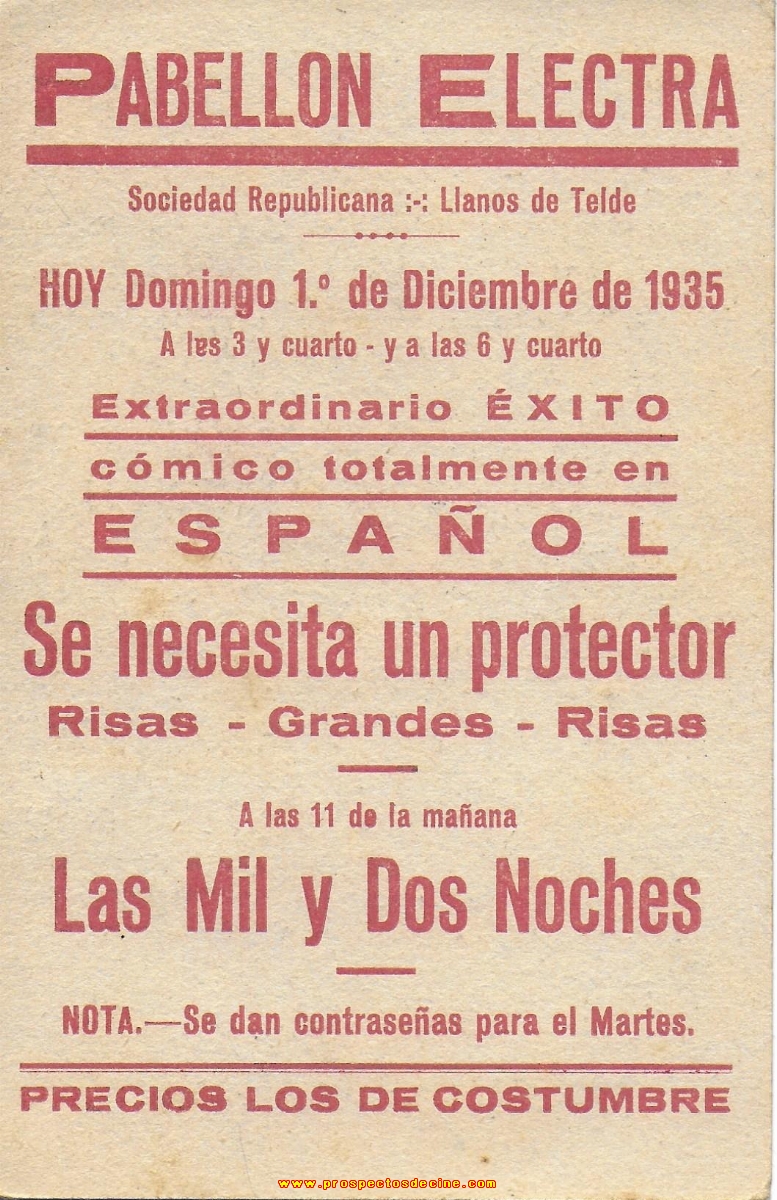 PABELLON ELECTRA
Sociedad Republicana :-: Llanos de Telde
HOY Domingo 1.º de Diciembre de 1935
A las 3 y cuarto - y a las 6 y cuarto
Extraordinario ÉXITO
cómico totalmente en
ESPAÑOL
Se necesita un protector
Risas - Grandes - Risas
A las 11 de la mañana
Las Mil y Dos Noches
NOTA.—Se dan contraseñas para el Martes.
PRECIOS LOS DE COSTUMBRE
www.prospectosdecine.com